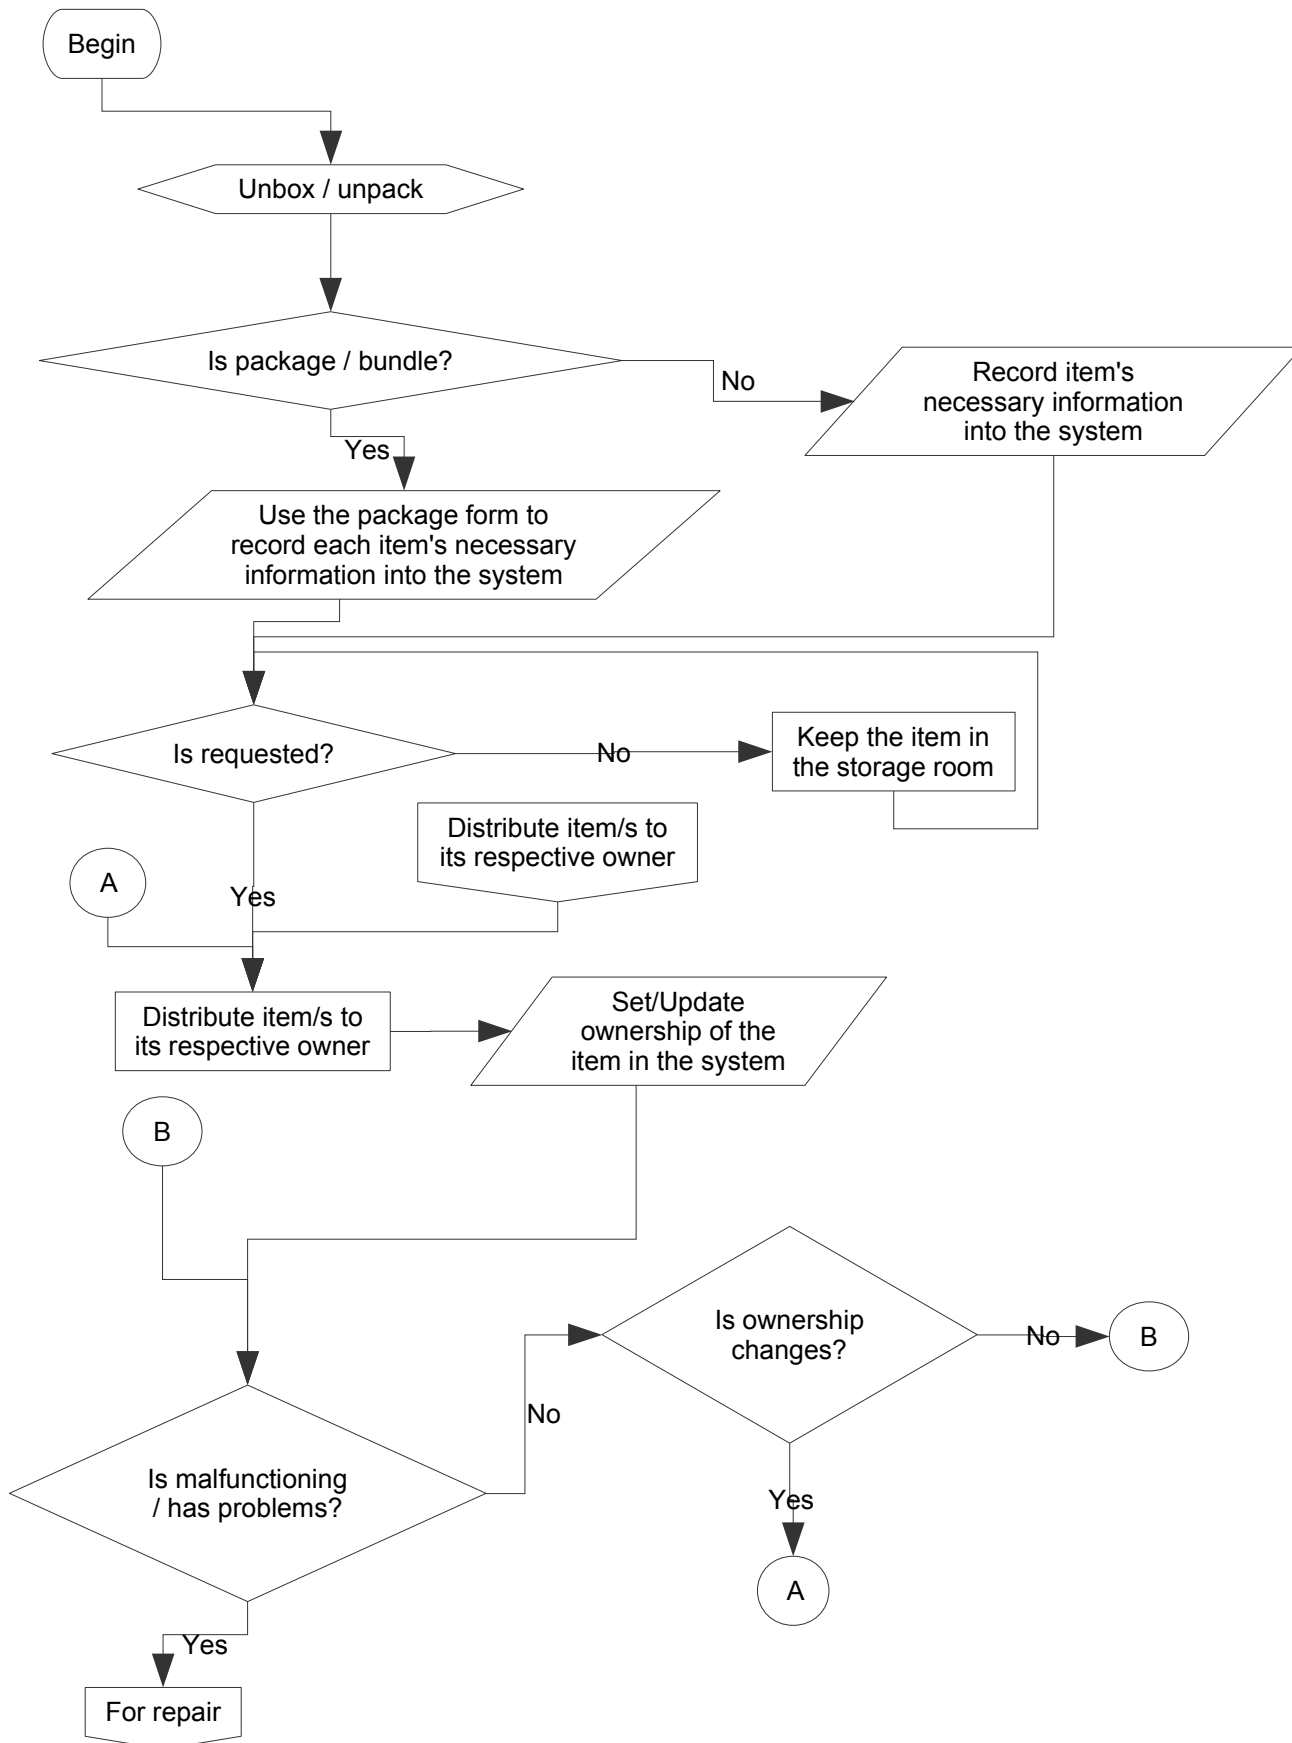 Begin
Unbox / unpack
Is package / bundle?
No
Record item's
necessary information
into the system
Yes
Use the package form to
record each item's necessary
information into the system
Is requested?
No
Keep the item in
the storage room
Distribute item/s to
its respective owner
A
Yes
Distribute item/s to
its respective owner
Set/Update
ownership of the
item in the system
B
Is ownership
changes?
No
B
No
Is malfunctioning
/ has problems?
Yes
A
Yes
For repair